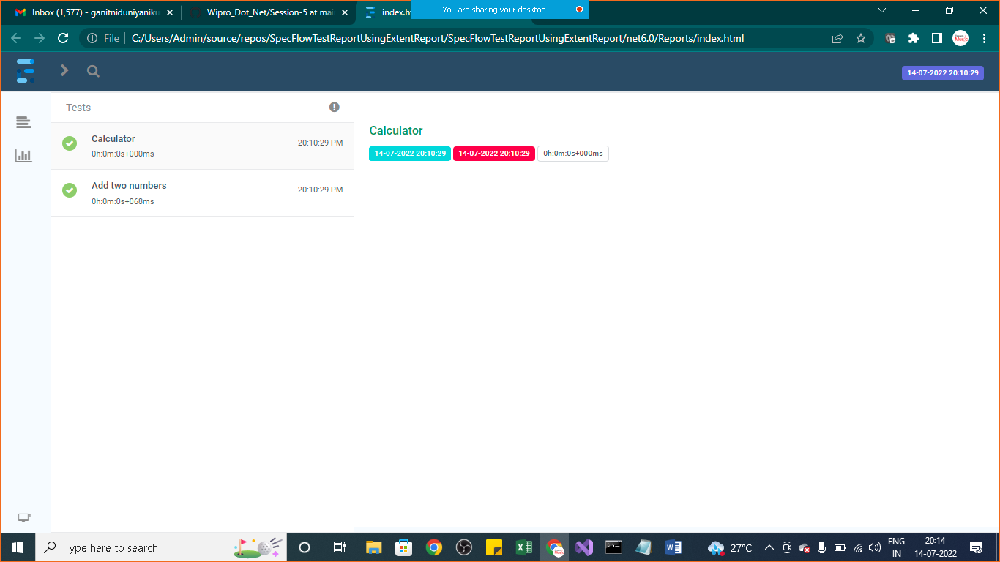 Inbox (1,577) - ganitniduniyaniku
Wipro_Dot_Net/Session-5 at mai
index.h
You are sharing your desktop
File
C:/Users/Admin/source/repos/SpecFlowTestReportUsingExtentReport/SpecFlowTestReportUsingExtentReport/net6.0/Reports/index.html
14-07-2022 20:10:29
Tests
Calculator
20:10:29 PM
0h:0m:0s+000ms
Add two numbers
20:10:29 PM
0h:0m:0s+068ms
Calculator
14-07-2022 20:10:29 14-07-2022 20:10:29 0h:0m:0s+000ms
Type here to search
27°C
ENG
IN
20:14
14-07-2022